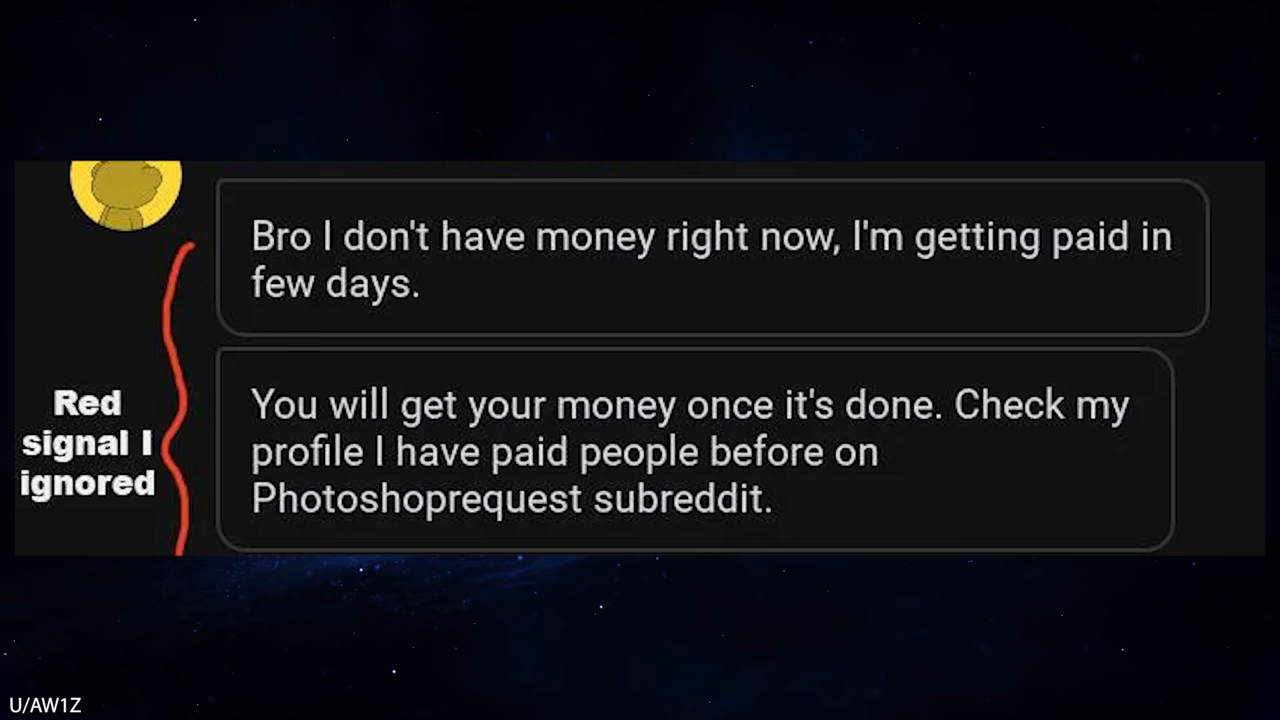 Bro I don't have money right now, I'm getting paid in
few days.
You will get your money once it's done. Check my
profile I have paid people before on
Photoshoprequest subreddit.
Red
signal I
ignored
U/AW1Z